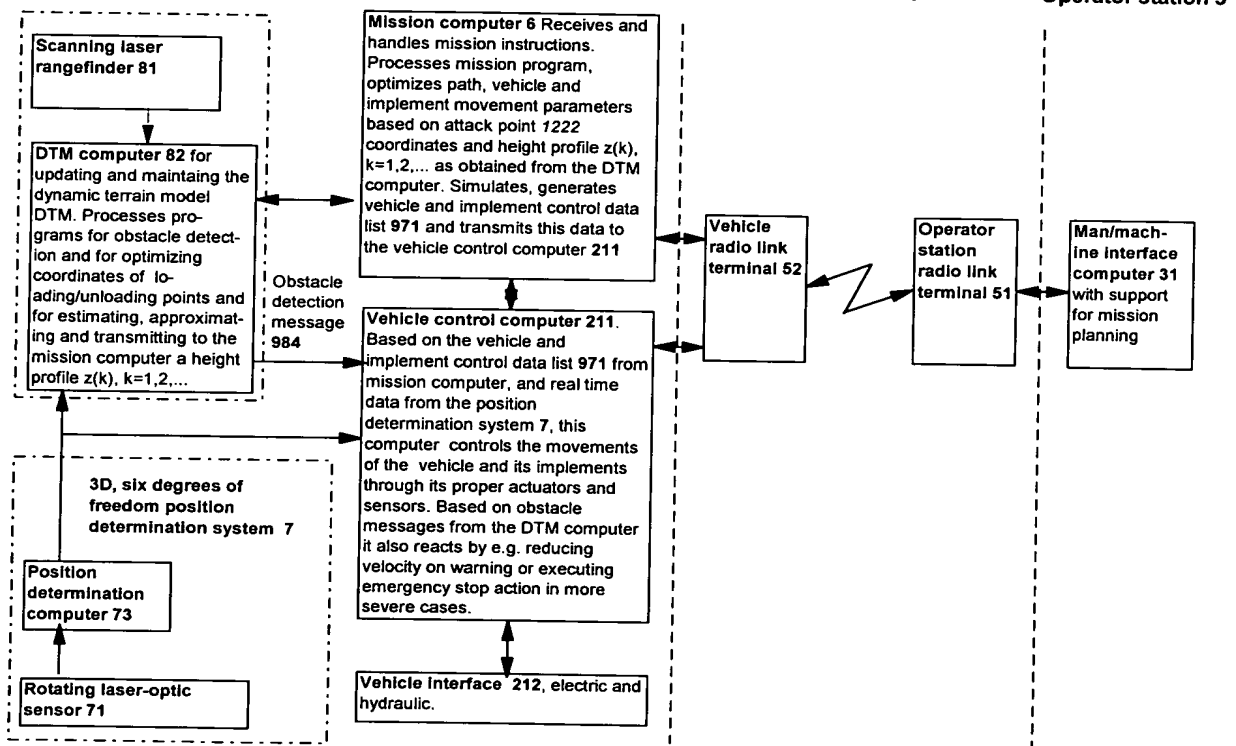 Operator station 3
Scanning laser
rangefinder 81
DTM computer 82 for
updating and maintaing the
dynamic terrain model
DTM. Processes pro-
grams for obstacle detect-
ion and for optimizing
coordinates of lo-
ading/unloading points and
for estimating, approximat-
ing and transmitting to the
mission computer a height
profile z(k), k=1,2,...
Mission computer 6 Receives and
handles mission instructions.
Processes mission program,
optimizes path, vehicle and
implement movement parameters
based on attack point 1222
coordinates and height profile z(k),
k=1,2,... as obtained from the DTM
computer. Simulates, generates
vehicle and implement control data
list 971 and transmits this data to
the vehicle control computer 211
Obstacle
detection
message
984
Vehicle control computer 211.
Based on the vehicle and
implement control data list 971 from
mission computer, and real time
data from the position
determination system 7, this
computer controls the movements
of the vehicle and its implements
through its proper actuators and
sensors. Based on obstacle
messages from the DTM computer
it also reacts by e.g. reducing
velocity on warning or executing
emergency stop action in more
severe cases.
Vehicle
radio link
terminal 52
Operator
station
radio link
terminal 51
Man/mach-
ine interface
computer 31
with support
for mission
planning
3D, six degrees of
freedom position
determination system 7
Position
determination
computer 73
Rotating laser-optic
sensor 71
Vehicle interface 212, electric and
hydraulic.